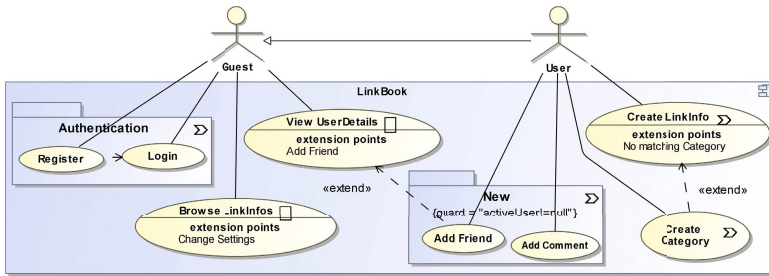 Guest
User
LinkBook
Authentication
Register
Login
View UserDetails
extension points
Add Friend
Create LinkInfo
extension points
No matching Category
«extend»
«extend»
New
{guard = "activeUser!=null"}
Browse LinkInfos
extension points
Change Settings
Add Friend
Add Comment
Create
Category